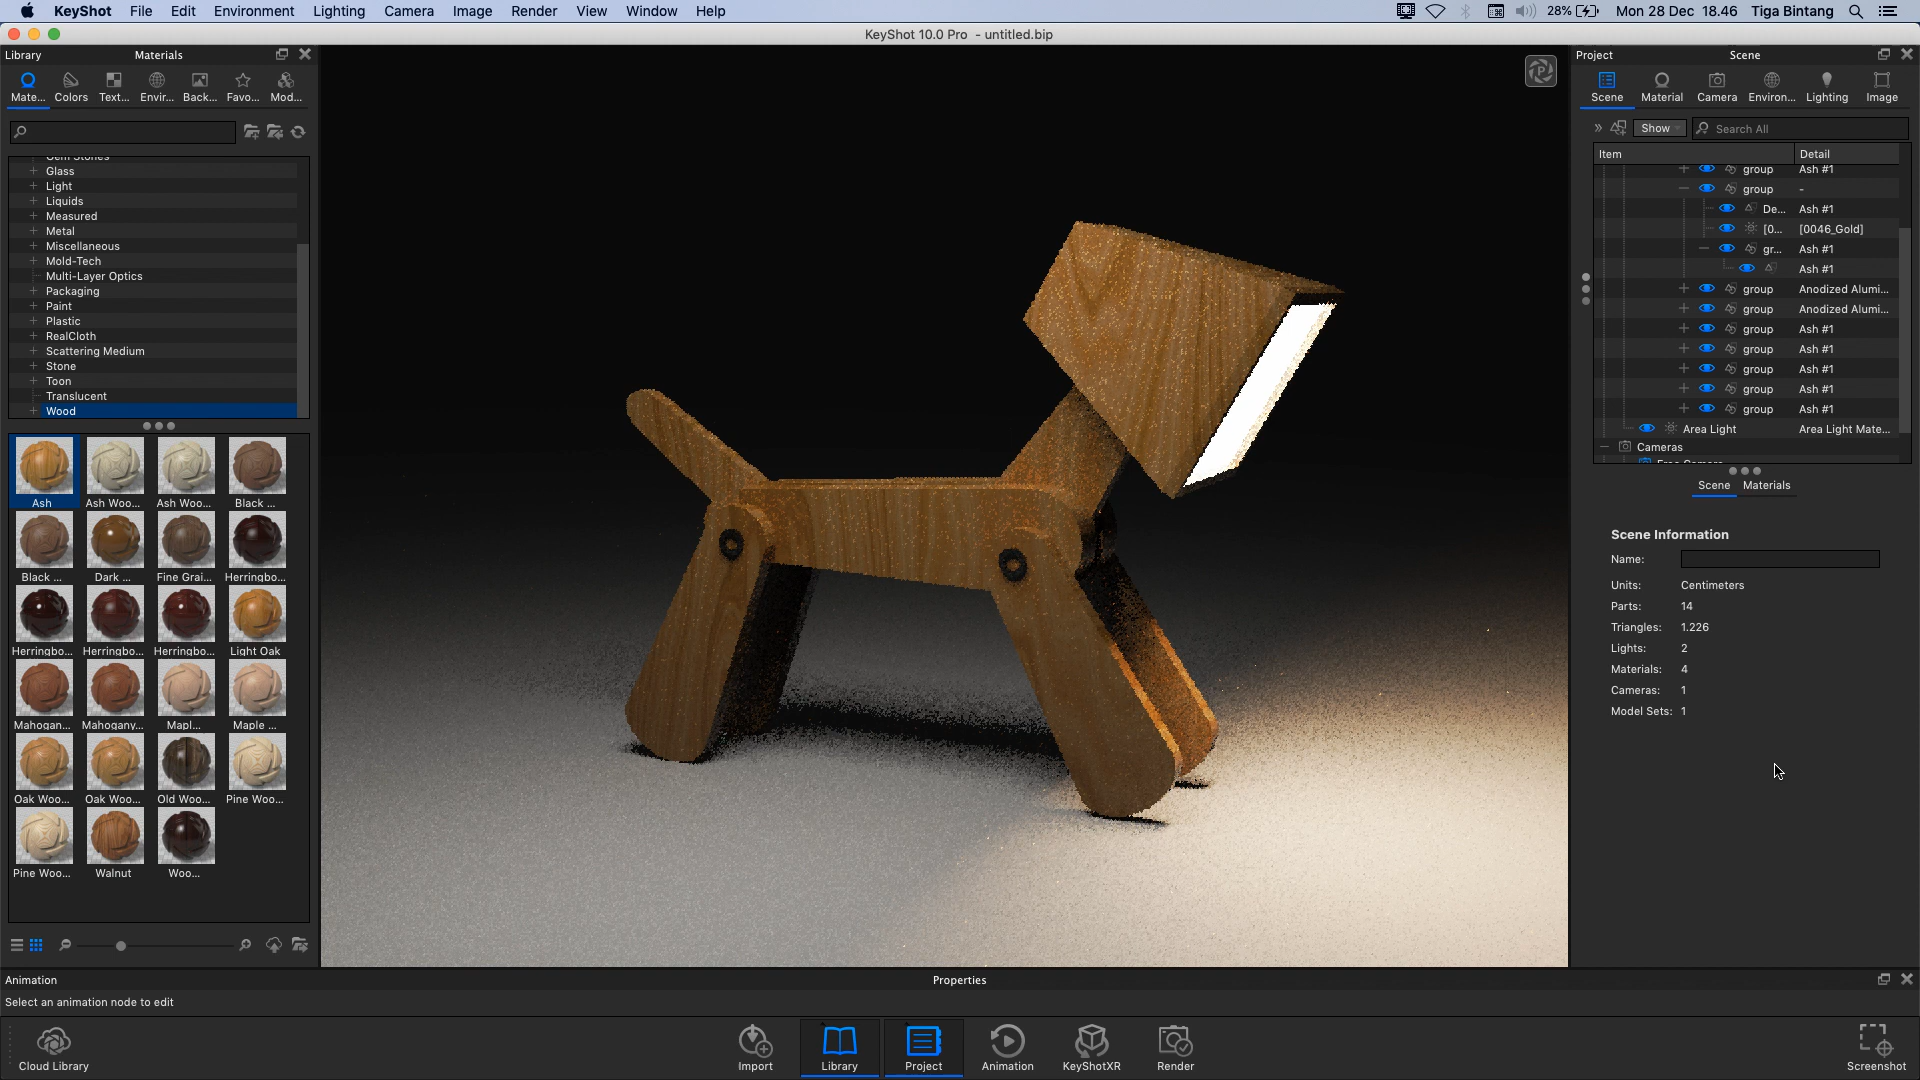 KeyShot File Edit Environment Lighting Camera Image Render View Window Help 28% Mon 28 Dec 18.46 Tiga Bintang
KeyShot 10.0 Pro - untitled.bip
Library Materials
Mate... Colors Text... Envir... Back... Favo... Mod...
Gem Stones
Glass
Light
Liquids
Measured
Metal
Miscellaneous
Mold-Tech
Multi-Layer Optics
Packaging
Paint
Plastic
RealCloth
Scattering Medium
Stone
Toon
Translucent
Wood
Ash Ash Woo... Ash Woo... Black ...
Black ... Dark ... Fine Grai... Herringbo...
Herringbo... Herringbo... Herringbo... Light Oak
Mahogan... Mahogany... Mapl... Maple ...
Oak Woo... Oak Woo... Old Woo... Pine Woo...
Pine Woo... Walnut Woo...
Project Scene
Scene Material Camera Environ... Lighting Image
Show Search All
Item Detail
group Ash #1
group -
De... Ash #1
[0... [0046_Gold]
gr... Ash #1
Ash #1
group Anodized Alumi...
group Anodized Alumi...
group Ash #1
group Ash #1
group Ash #1
group Ash #1
group Ash #1
Area Light Area Light Mate...
Cameras
Scene Materials
Scene Information
Name:
Units: Centimeters
Parts: 14
Triangles: 1.226
Lights: 2
Materials: 4
Cameras: 1
Model Sets: 1
Animation Properties
Select an animation node to edit
Cloud Library Import Library Project Animation KeyShotXR Render Screenshot